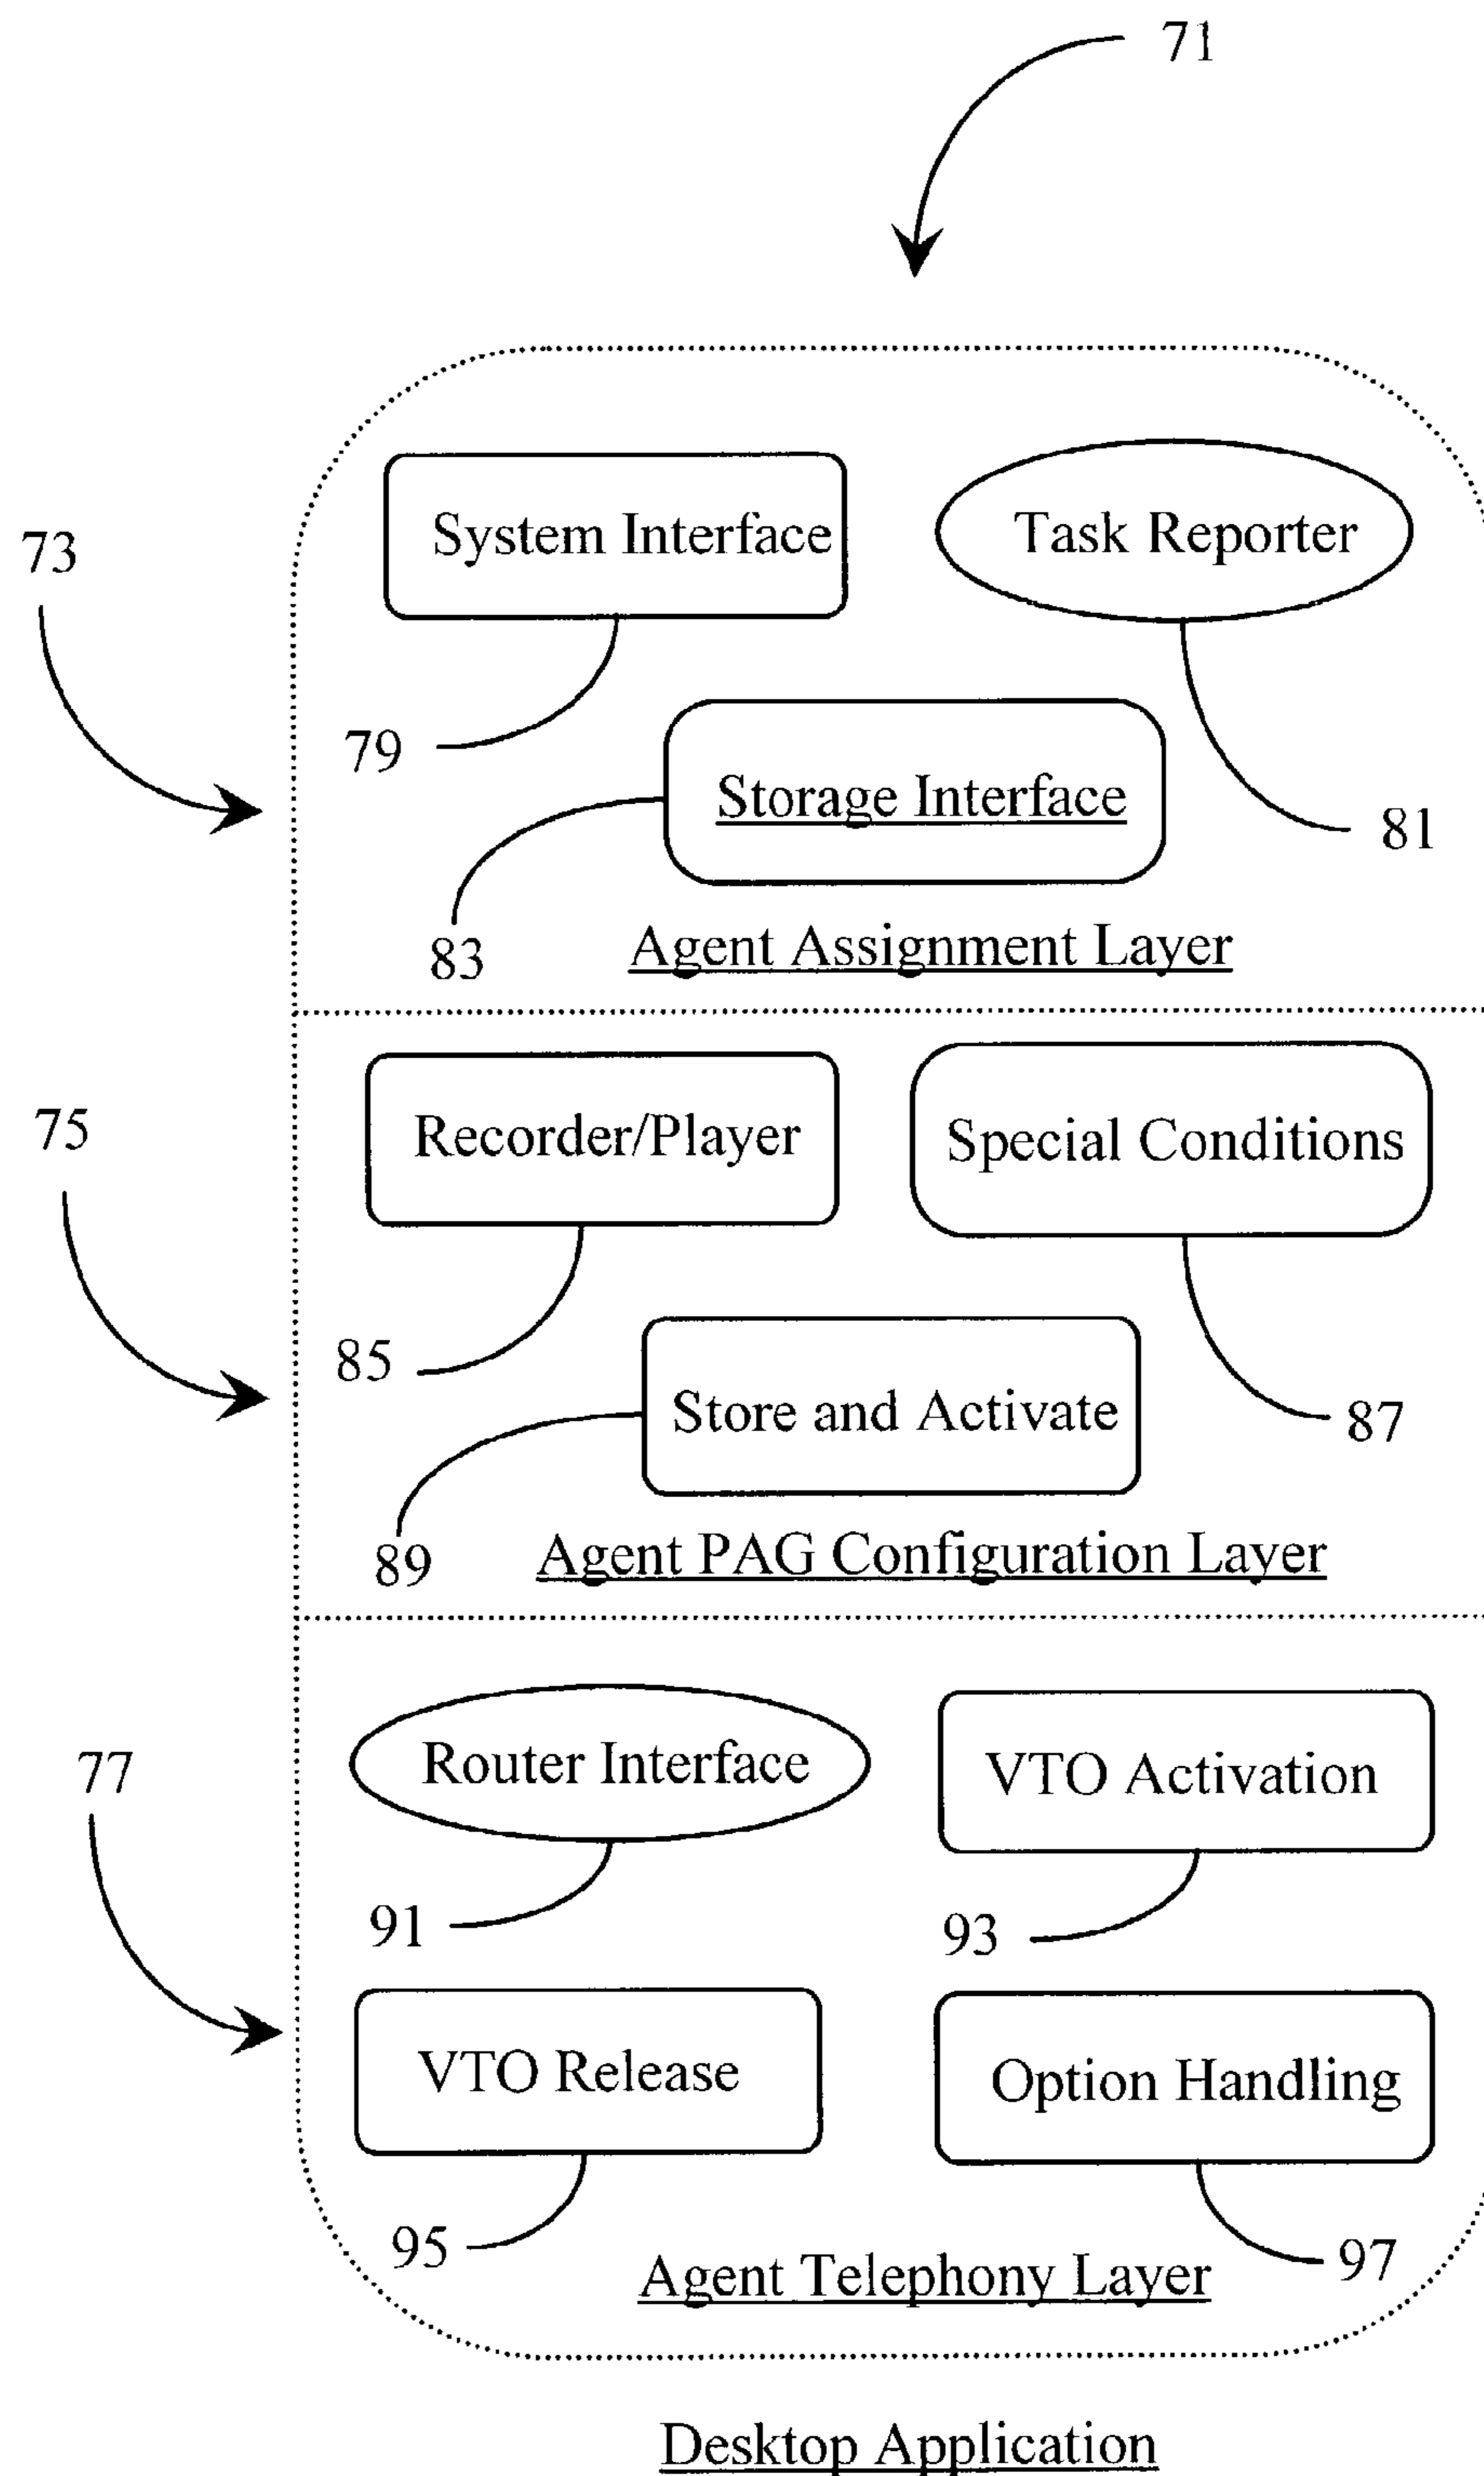 71
System Interface
Task Reporter
73
79
Storage Interface
81
83
Agent Assignment Layer
Recorder/Player
Special Conditions
75
85
Store and Activate
87
89
Agent PAG Configuration Layer
Router Interface
VTO Activation
77
91
93
VTO Release
Option Handling
95
97
Agent Telephony Layer
Desktop Application